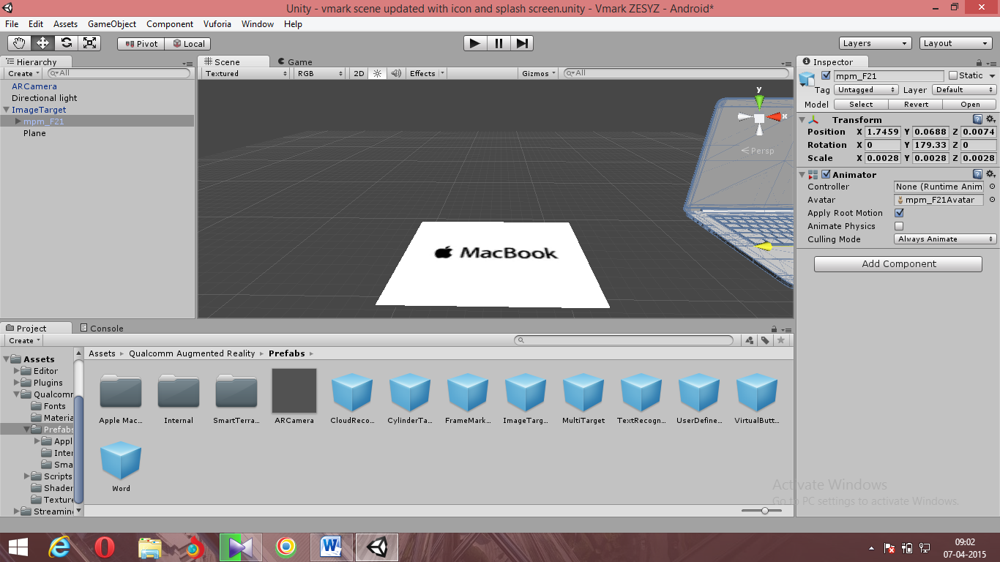 Unity - vmark scene updated with icon and splash screen.unity - Vmark ZESYZ - Android*
File Edit Assets GameObject Component Vuforia Window Help
Pivot Local Layers Layout
Hierarchy
Create All
ARCamera
Directional light
ImageTarget
mpm_F21
Plane
Scene Game
Textured RGB 2D Effects Gizmos All
y
x
Persp
MacBook
Inspector
mpm_F21 Static
Tag Untagged Layer Default
Model Select Revert Open
Transform
Position X 1.7459 Y 0.0688 Z 0.0074
Rotation X 0 Y 179.33 Z 0
Scale X 0.0028 Y 0.0028 Z 0.0028
Animator
Controller None (Runtime Anim
Avatar mpm_F21Avatar
Apply Root Motion
Animate Physics
Culling Mode Always Animate
Add Component
Project Console
Create
Assets
Editor
Plugins
Qualcomm
Fonts
Materia
Prefabs
Appl
Inter
Sma
Scripts
Shader
Texture
Streaming
Assets Qualcomm Augmented Reality Prefabs
Apple Mac... Internal SmartTerra... ARCamera CloudReco... CylinderTa... FrameMark... ImageTarg... MultiTarget TextRecogn... UserDefine... VirtualButt...
Word
Activate Windows
Go to PC settings to activate Windows.
09:02
07-04-2015